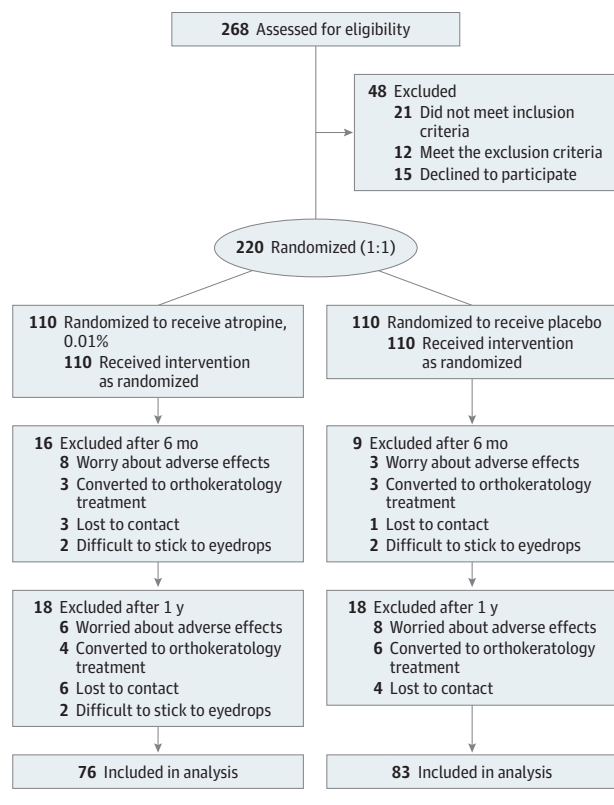 268 Assessed for eligibility
48 Excluded
21 Did not meet inclusion
criteria
12 Meet the exclusion criteria
15 Declined to participate
220 Randomized (1:1)
110 Randomized to receive atropine,
0.01%
110 Received intervention
as randomized
110 Randomized to receive placebo
110 Received intervention
as randomized
16 Excluded after 6 mo
8 Worry about adverse effects
3 Converted to orthokeratology
treatment
3 Lost to contact
2 Difficult to stick to eyedrops
9 Excluded after 6 mo
3 Worry about adverse effects
3 Converted to orthokeratology
treatment
1 Lost to contact
2 Difficult to stick to eyedrops
18 Excluded after 1 y
6 Worried about adverse effects
4 Converted to orthokeratology
treatment
6 Lost to contact
2 Difficult to stick to eyedrops
18 Excluded after 1 y
8 Worried about adverse effects
6 Converted to orthokeratology
treatment
4 Lost to contact
76 Included in analysis
83 Included in analysis